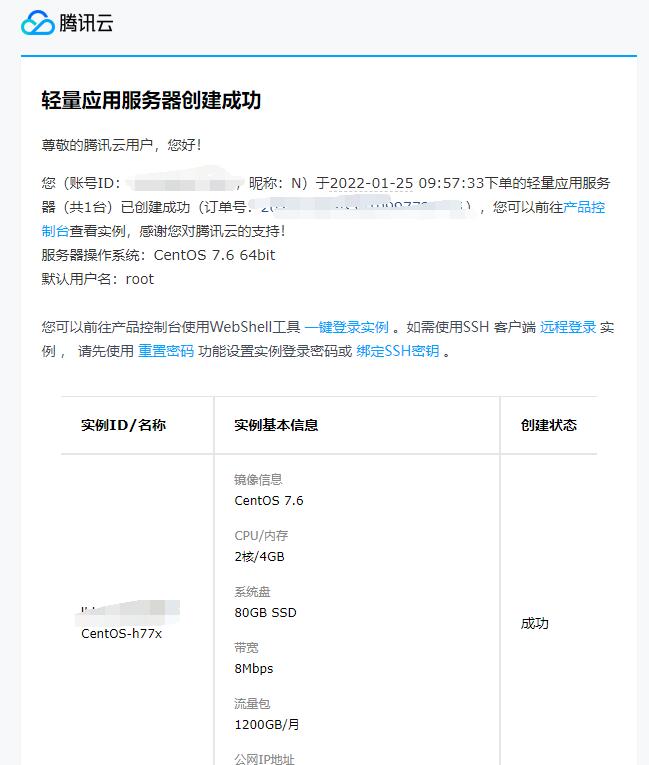 腾讯云
轻量应用服务器创建成功
尊敬的腾讯云用户，您好！
您（账号ID： ，昵称：N）于2022-01-25 09:57:33下单的轻量应用服务
器（共1台）已创建成功（订单号： ），您可以前往产品控
制台查看实例，感谢您对腾讯云的支持！
服务器操作系统：CentOS 7.6 64bit
默认用户名：root
您可以前往产品控制台使用WebShell工具 一键登录实例 。如需使用SSH 客户端 远程登录 实
例 ， 请先使用 重置密码 功能设置实例登录密码或 绑定SSH密钥 。
实例ID/名称 实例基本信息 创建状态
镜像信息
CentOS 7.6
CPU/内存
2核/4GB
系统盘
80GB SSD
CentOS-h77x
成功
带宽
8Mbps
流量包
1200GB/月
公网IP地址